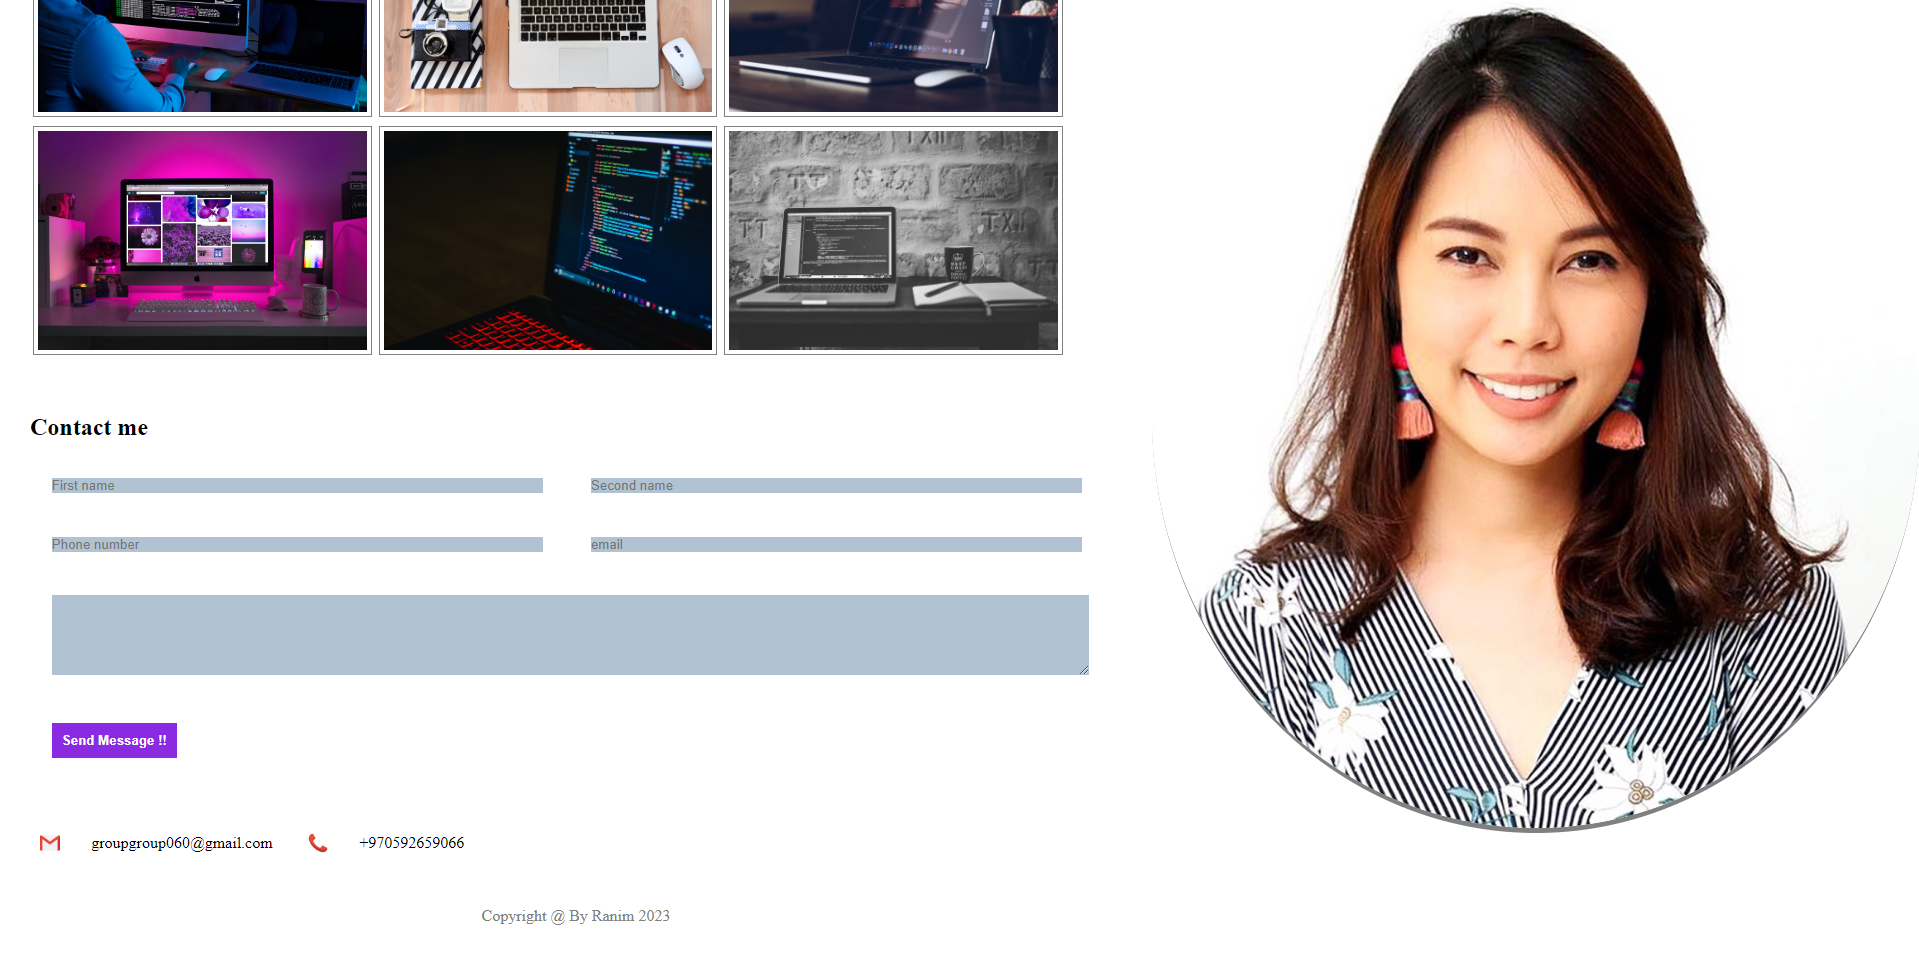 Contact me
First name
Second name
Phone number
email
Send Message !!
groupgroup060@gmail.com
+970592659066
Copyright @ By Ranim 2023